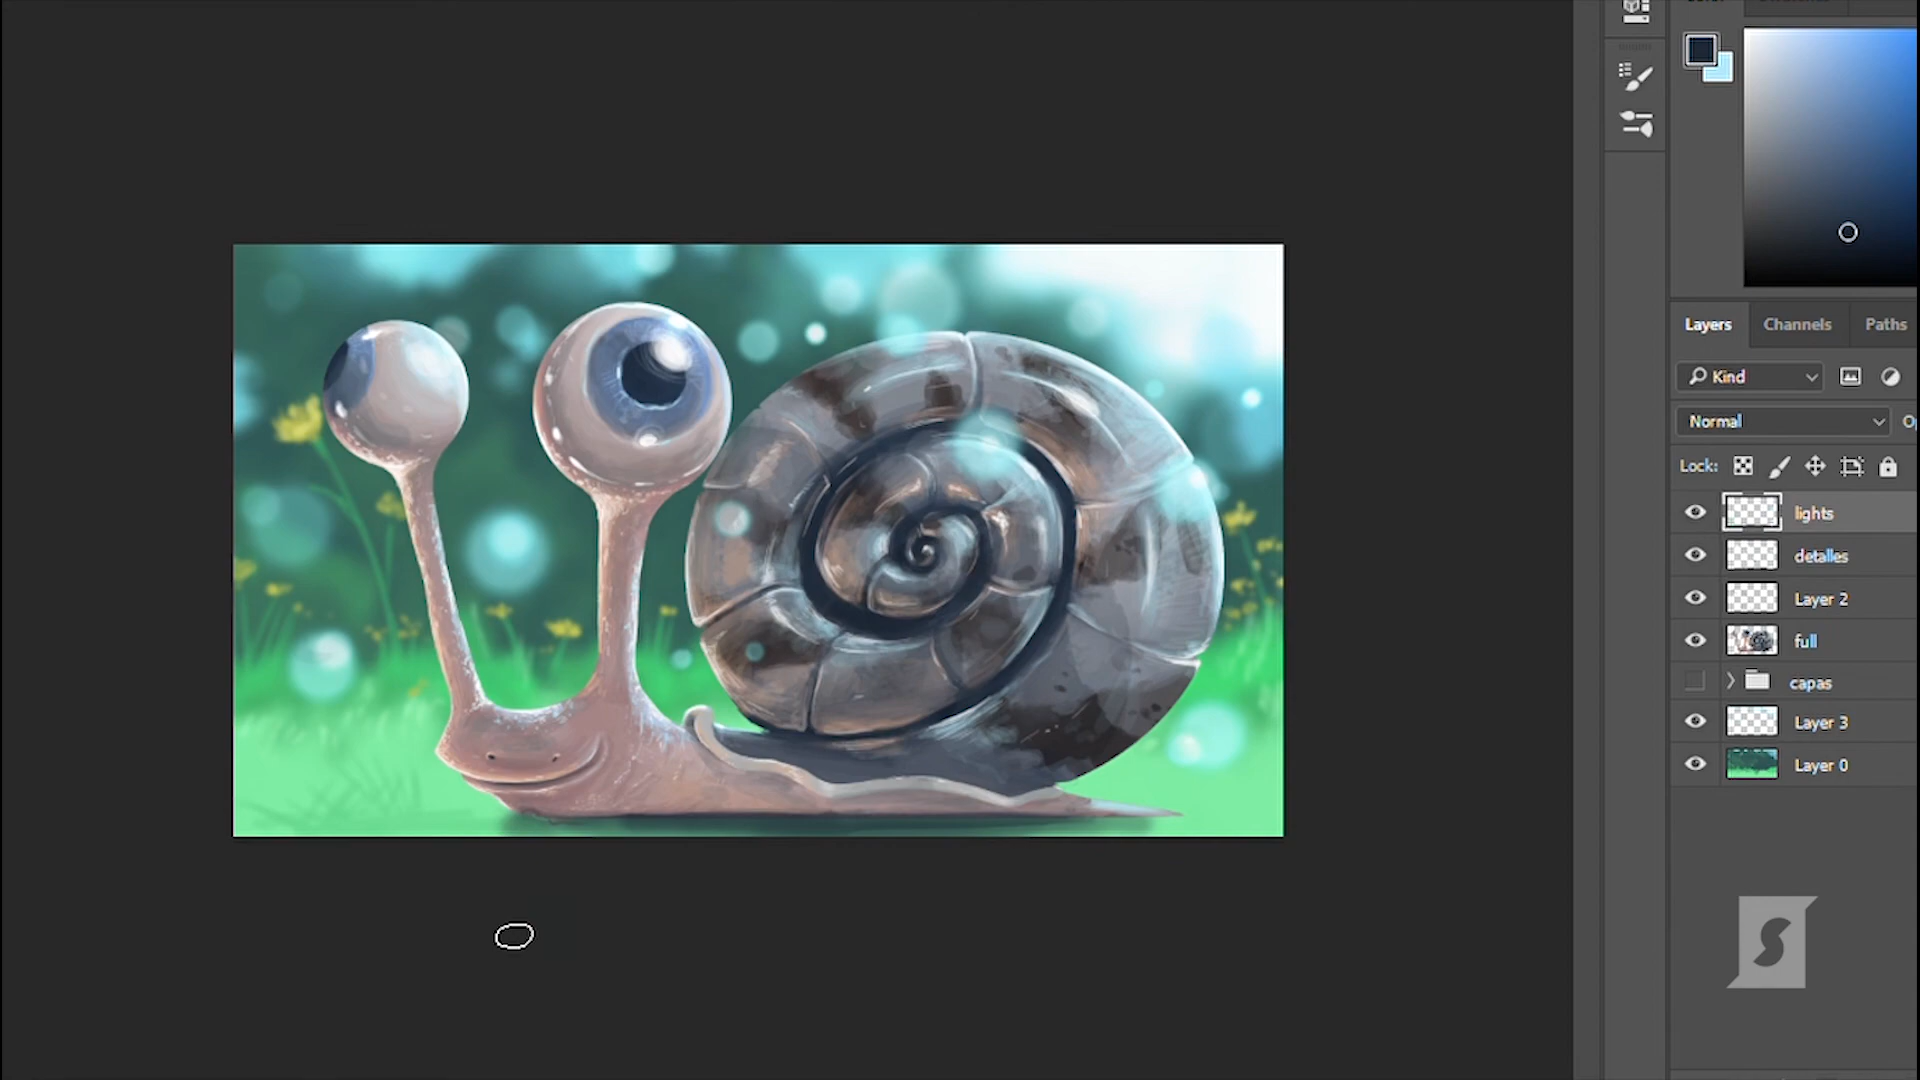 Layers Channels Paths
Kind
Normal
Lock:
lights
detalles
Layer 2
full
capas
Layer 3
Layer 0
S